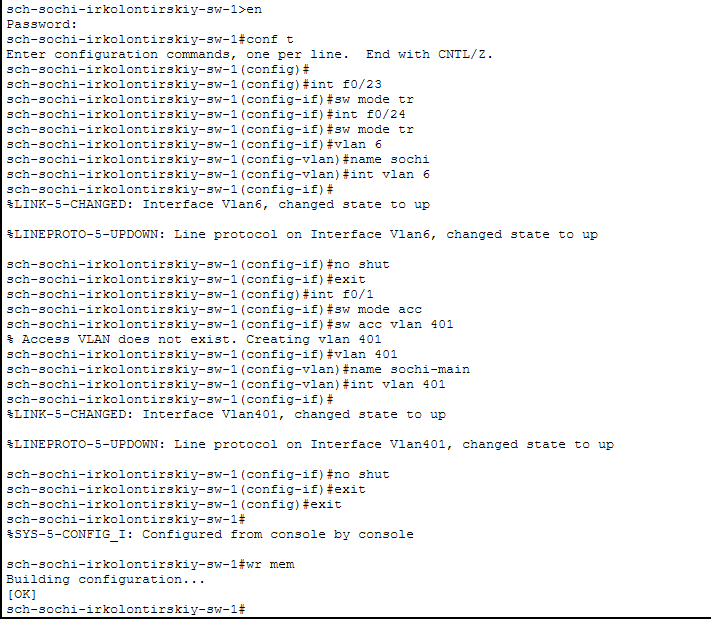 sch-sochi-irkolontirskiy-sw-1>en
Password:
sch-sochi-irkolontirskiy-sw-1#conf t
Enter configuration commands, one per line.  End with CNTL/Z.
sch-sochi-irkolontirskiy-sw-1(config)#
sch-sochi-irkolontirskiy-sw-1(config)#int f0/23
sch-sochi-irkolontirskiy-sw-1(config-if)#sw mode tr
sch-sochi-irkolontirskiy-sw-1(config-if)#int f0/24
sch-sochi-irkolontirskiy-sw-1(config-if)#sw mode tr
sch-sochi-irkolontirskiy-sw-1(config-if)#vlan 6
sch-sochi-irkolontirskiy-sw-1(config-vlan)#name sochi
sch-sochi-irkolontirskiy-sw-1(config-vlan)#int vlan 6
sch-sochi-irkolontirskiy-sw-1(config-if)#
%LINK-5-CHANGED: Interface Vlan6, changed state to up
%LINEPROTO-5-UPDOWN: Line protocol on Interface Vlan6, changed state to up
sch-sochi-irkolontirskiy-sw-1(config-if)#no shut
sch-sochi-irkolontirskiy-sw-1(config-if)#exit
sch-sochi-irkolontirskiy-sw-1(config)#int f0/1
sch-sochi-irkolontirskiy-sw-1(config-if)#sw mode acc
sch-sochi-irkolontirskiy-sw-1(config-if)#sw acc vlan 401
% Access VLAN does not exist. Creating vlan 401
sch-sochi-irkolontirskiy-sw-1(config-if)#vlan 401
sch-sochi-irkolontirskiy-sw-1(config-vlan)#name sochi-main
sch-sochi-irkolontirskiy-sw-1(config-vlan)#int vlan 401
sch-sochi-irkolontirskiy-sw-1(config-if)#
%LINK-5-CHANGED: Interface Vlan401, changed state to up
%LINEPROTO-5-UPDOWN: Line protocol on Interface Vlan401, changed state to up
sch-sochi-irkolontirskiy-sw-1(config-if)#no shut
sch-sochi-irkolontirskiy-sw-1(config-if)#exit
sch-sochi-irkolontirskiy-sw-1(config)#exit
sch-sochi-irkolontirskiy-sw-1#
%SYS-5-CONFIG_I: Configured from console by console
sch-sochi-irkolontirskiy-sw-1#wr mem
Building configuration...
[OK]
sch-sochi-irkolontirskiy-sw-1#